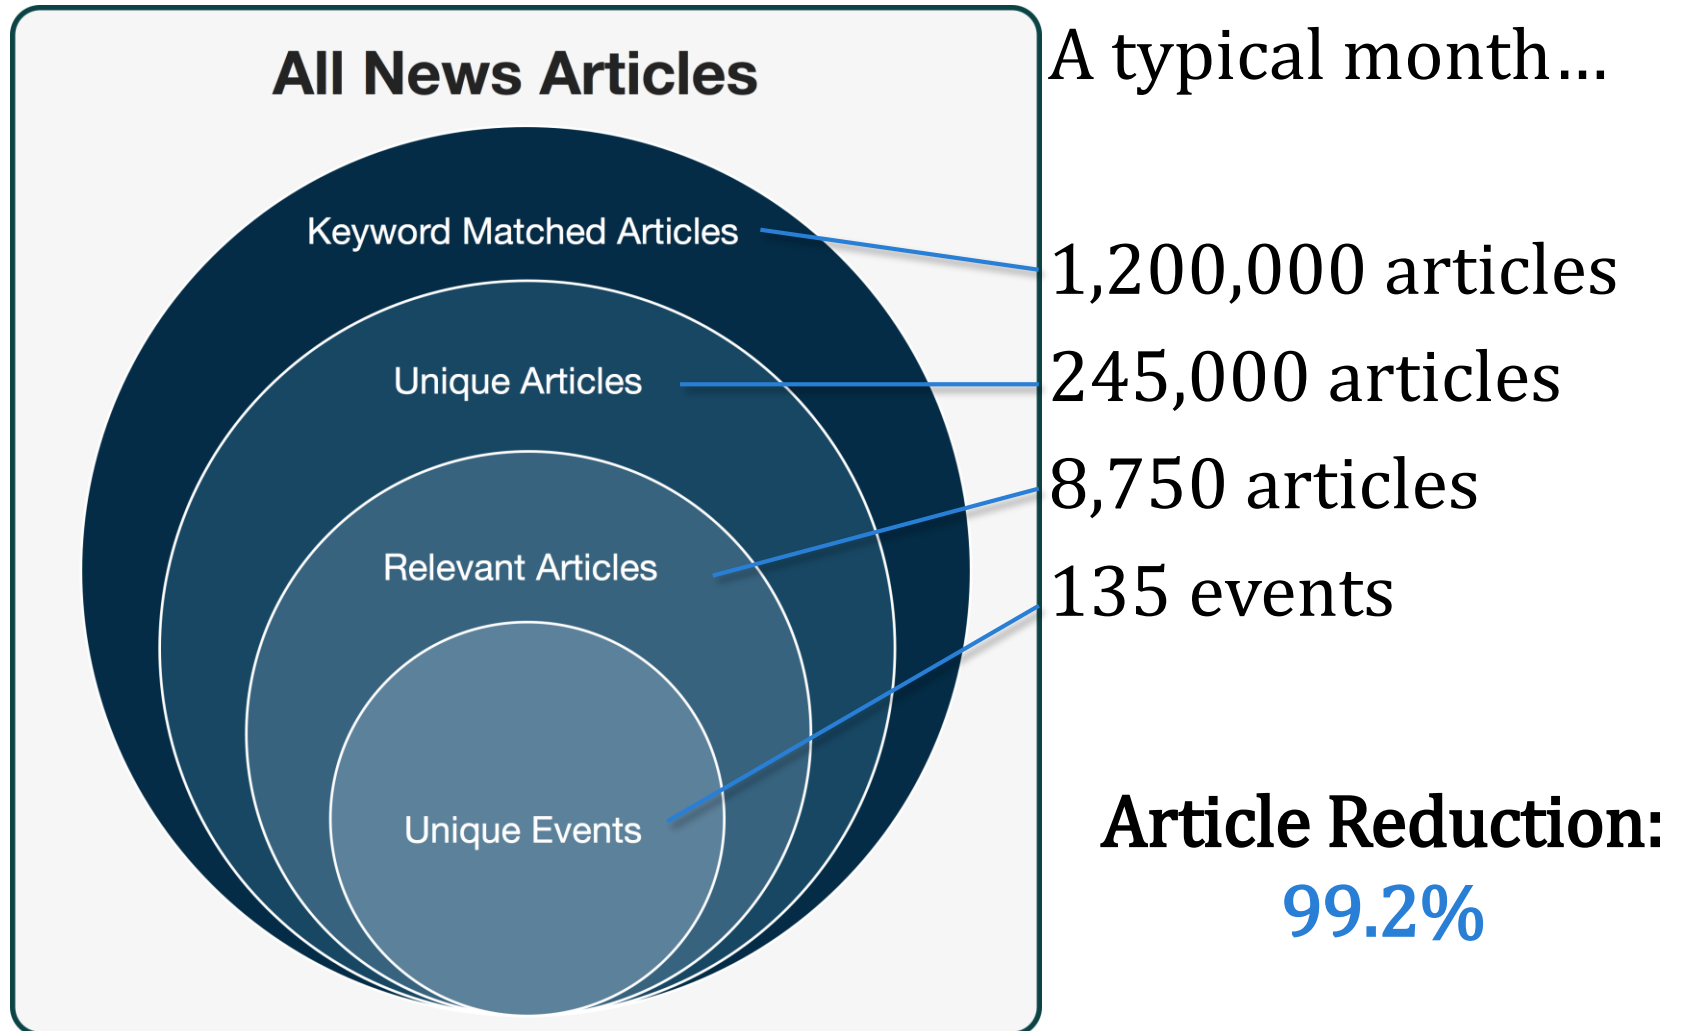 All News Articles
Keyword Matched Articles
Unique Articles
Relevant Articles
Unique Events
A typical month...
1,200,000 articles
245,000 articles
8,750 articles
135 events
Article Reduction:
99.2%